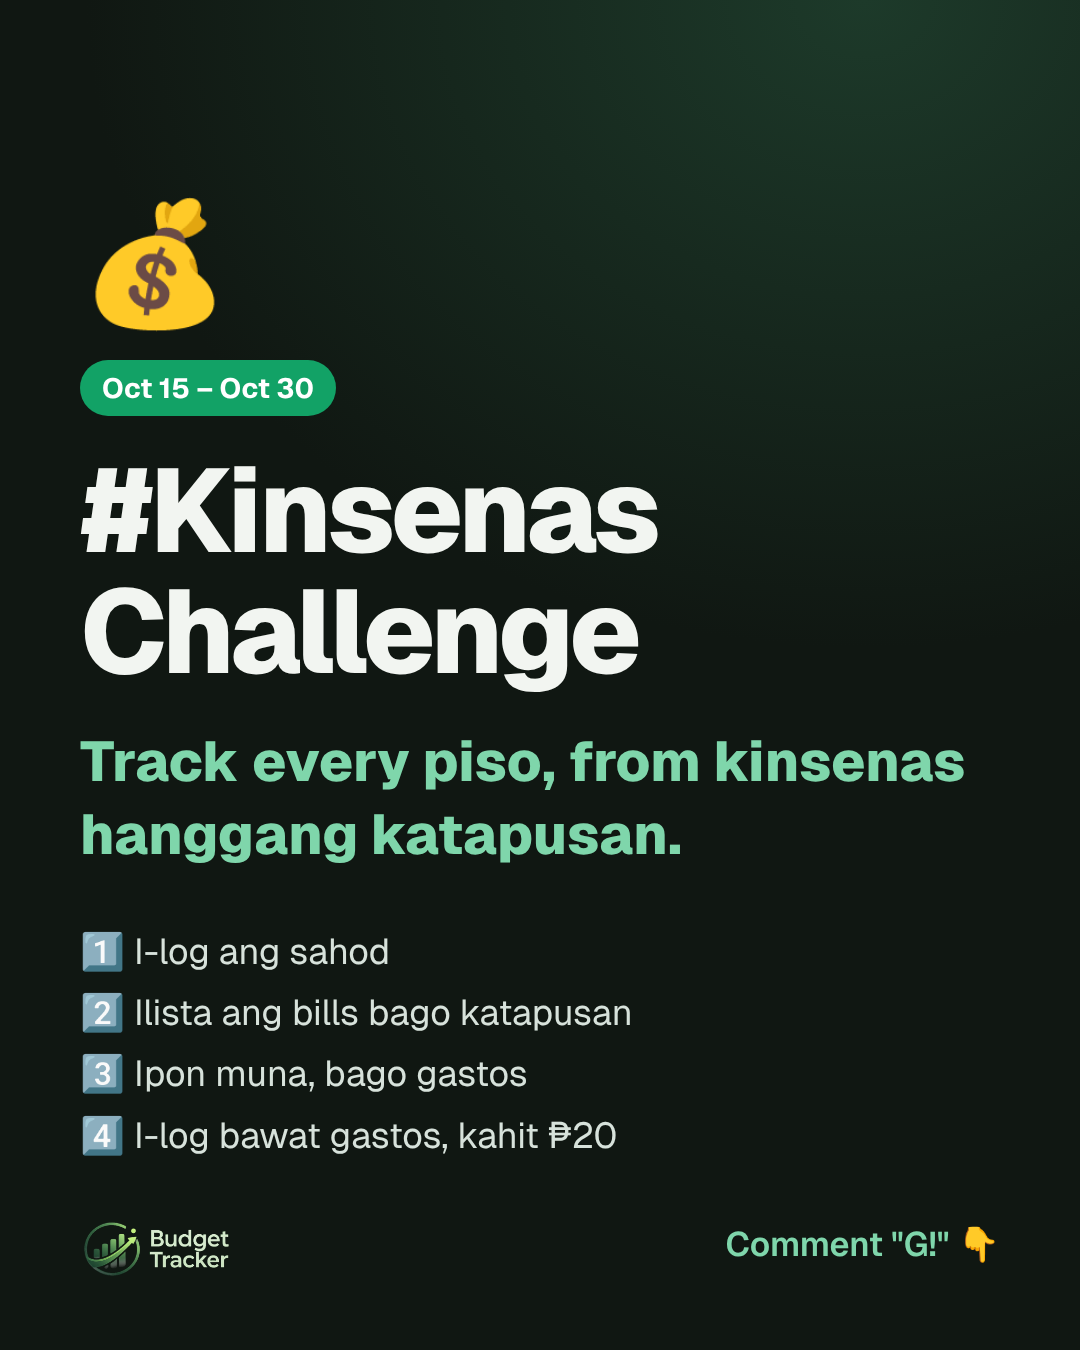 $
Oct 15 – Oct 30
#Kinsenas
Challenge
Track every piso, from kinsenas
hanggang katapusan.
1 I-log ang sahod
2 Ilista ang bills bago katapusan
3 Ipon muna, bago gastos
4 I-log bawat gastos, kahit ₱20
Budget
Tracker
Comment "G!" 👇